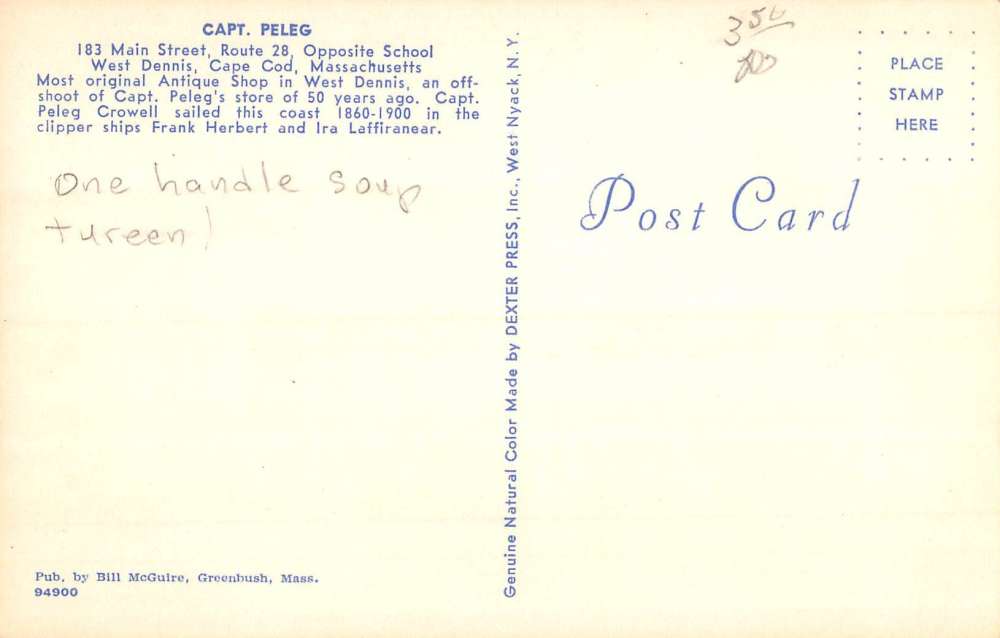 CAPT. PELEG
183 Main Street, Route 28, Opposite School
West Dennis, Cape Cod, Massachusetts
Most original Antique Shop in West Dennis, an off-
shoot of Capt. Peleg's store of 50 years ago. Capt.
Peleg Crowell sailed this coast 1860-1900 in the
clipper ships Frank Herbert and Ira Laffiranear.
One handle soup
tureen!
Pub. by Bill McGuire, Greenbush, Mass.
94900
Genuine Natural Color Made by DEXTER PRESS, Inc., West Nyack, N. Y.
350
PLACE
STAMP
HERE
Post Card